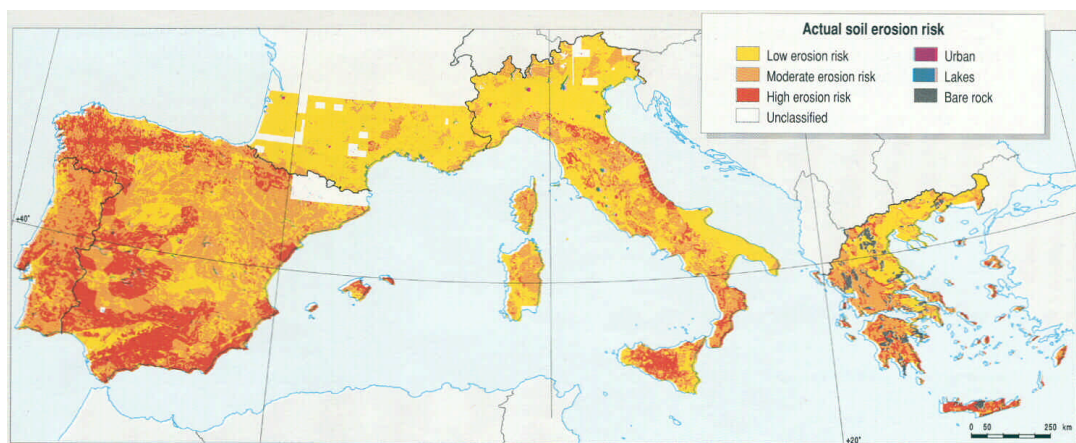 Actual soil erosion risk
Low erosion risk
Moderate erosion risk
High erosion risk
Unclassified
Urban
Lakes
Bare rock
+40°
+40°
+20°
0 50 250 km